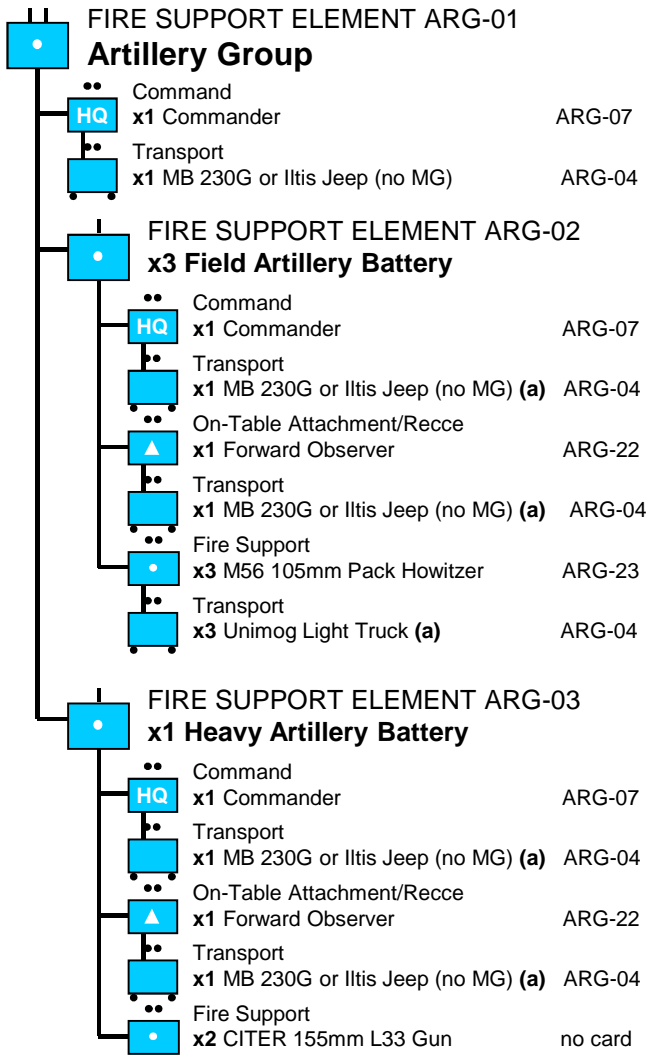 FIRE SUPPORT ELEMENT ARG-01
Artillery Group
Command
HQ x1 Commander ARG-07
Transport
x1 MB 230G or Iltis Jeep (no MG) ARG-04
FIRE SUPPORT ELEMENT ARG-02
x3 Field Artillery Battery
Command
HQ x1 Commander ARG-07
Transport
x1 MB 230G or Iltis Jeep (no MG) (a) ARG-04
On-Table Attachment/Recce
x1 Forward Observer ARG-22
Transport
x1 MB 230G or Iltis Jeep (no MG) (a) ARG-04
Fire Support
x3 M56 105mm Pack Howitzer ARG-23
Transport
x3 Unimog Light Truck (a) ARG-04
FIRE SUPPORT ELEMENT ARG-03
x1 Heavy Artillery Battery
Command
HQ x1 Commander ARG-07
Transport
x1 MB 230G or Iltis Jeep (no MG) (a) ARG-04
On-Table Attachment/Recce
x1 Forward Observer ARG-22
Transport
x1 MB 230G or Iltis Jeep (no MG) (a) ARG-04
Fire Support
x2 CITER 155mm L33 Gun no card